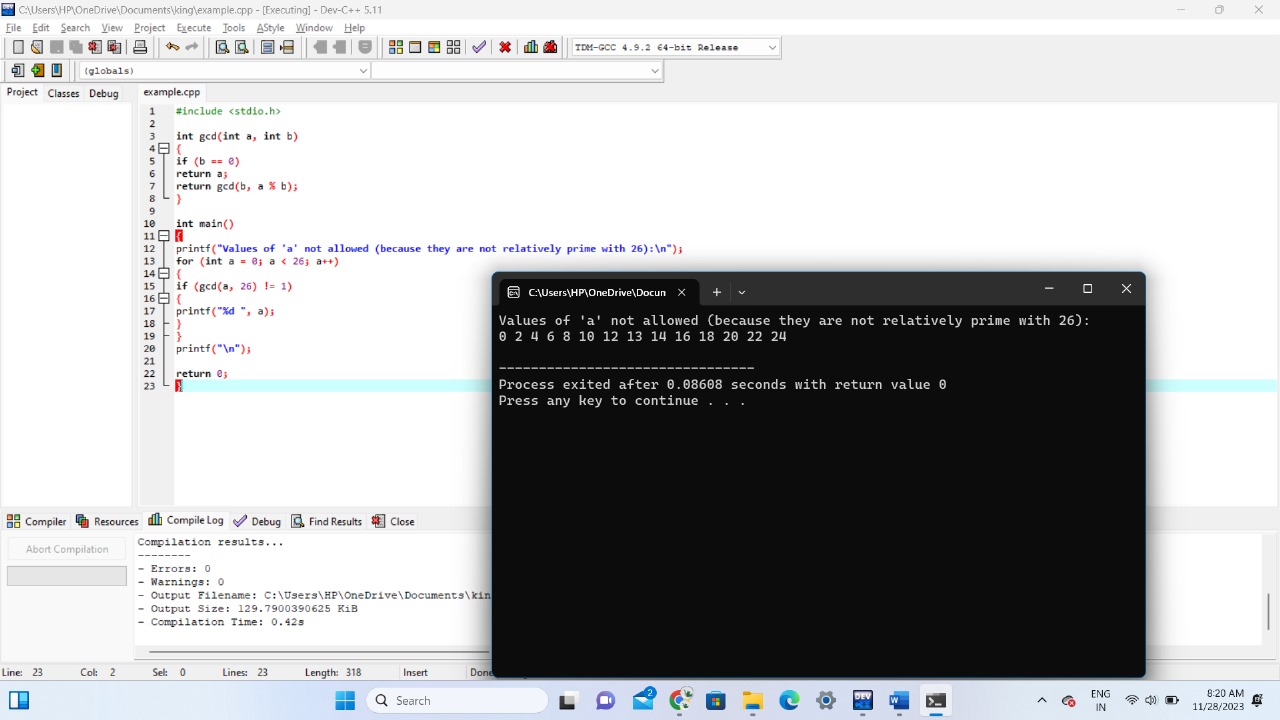 C:\Users\HP\OneDrive\Documents\king\example.cpp - [Executing] - Dev-C++ 5.11
File Edit Search View Project Execute Tools AStyle Window Help
TDM-GCC 4.9.2 64-bit Release
(globals)
Project Classes Debug example.cpp
1 #include <stdio.h>
2
3 int gcd(int a, int b)
4 {
5 if (b == 0)
6 return a;
7 return gcd(b, a % b);
8 }
9
10 int main()
11 {
12 printf("Values of 'a' not allowed (because they are not relatively prime with 26):\n");
13 for (int a = 0; a < 26; a++)
14 {
15 if (gcd(a, 26) != 1)
16 {
17 printf("%d ", a);
18 }
19 }
20 printf("\n");
21
22 return 0;
23 }
C:\Users\HP\OneDrive\Docun
Values of 'a' not allowed (because they are not relatively prime with 26):
0 2 4 6 8 10 12 13 14 16 18 20 22 24
--------------------------------
Process exited after 0.08608 seconds with return value 0
Press any key to continue . . .
Compiler Resources Compile Log Debug Find Results Close
Abort Compilation
Compilation results...
--------
- Errors: 0
- Warnings: 0
- Output Filename: C:\Users\HP\OneDrive\Documents\kin
- Output Size: 129.7900390625 KiB
- Compilation Time: 0.42s
Line: 23 Col: 2 Sel: 0 Lines: 23 Length: 318 Insert Done
Search
DEV
2
W
DEV
ENG
IN
8:20 AM
11/28/2023